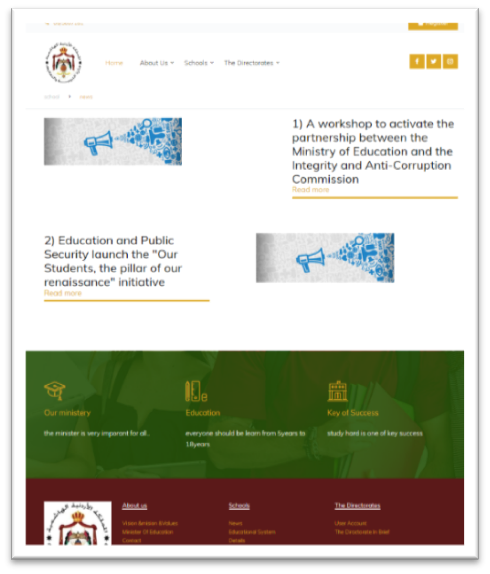 Register
Home About Us Schools The Directorates
news
1) A workshop to activate the
partnership between the
Ministry of Education and the
Integrity and Anti-Corruption
Commission
Read more
2) Education and Public
Security launch the "Our
Students, the pillar of our
renaissance" initiative
Read more
Our ministery Education Key of Success
the minister is very imporant for all.. everyone should be learn from 5years to study hard is one of key success
18years
About us Schools The Directorates
News User Account
Minister Of Education Educational System The Directorate in Brief
Contact Details